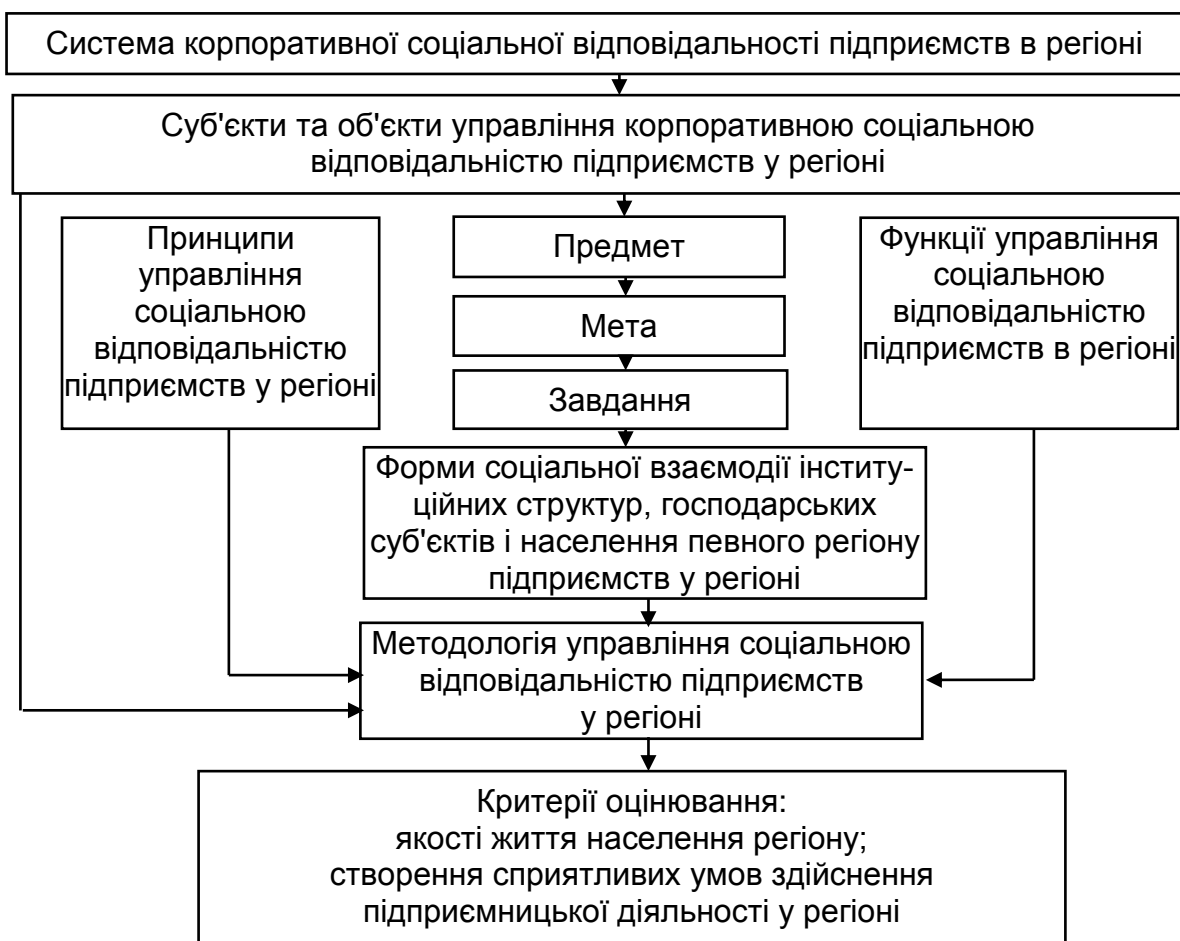 Система корпоративної соціальної відповідальності підприємств в регіоні
Суб'єкти та об'єкти управління корпоративною соціальною
відповідальністю підприємств у регіоні
Принципи
управління
соціальною
відповідальністю
підприємств у регіоні
Предмет
Мета
Завдання
Функції управління
соціальною
відповідальністю
підприємств в регіоні
Форми соціальної взаємодії інститу-
ційних структур, господарських
суб'єктів і населення певного регіону
підприємств у регіоні
Методологія управління соціальною
відповідальністю підприємств
у регіоні
Критерії оцінювання:
якості життя населення регіону;
створення сприятливих умов здійснення
підприємницької діяльності у регіоні